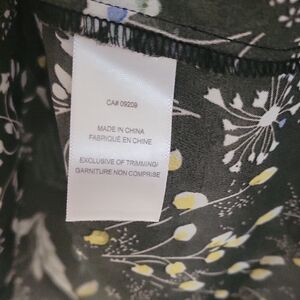 CA# 09209
MADE IN CHINA
FABRIQUÉ EN CHINE
EXCLUSIVE OF TRIMMING/
GARNITURE NON COMPRISE